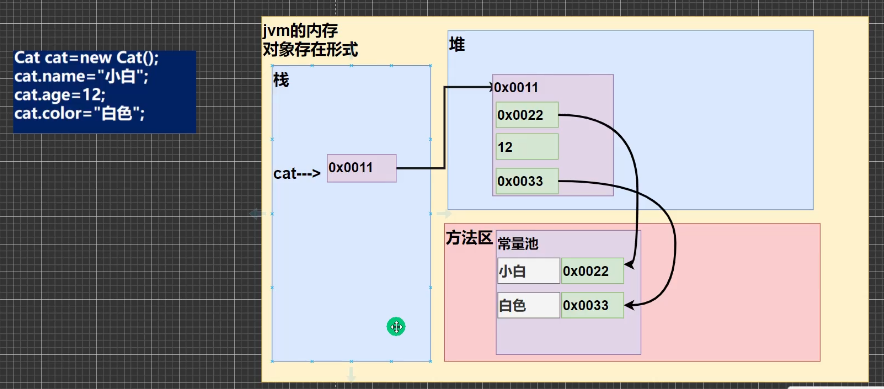 Cat cat=new Cat();
cat.name="小白";
cat.age=12;
cat.color="白色";
jvm的内存
对象存在形式
栈
cat---> 0x0011
堆
0x0011
0x0022
12
0x0033
方法区
常量池
小白 0x0022
白色 0x0033